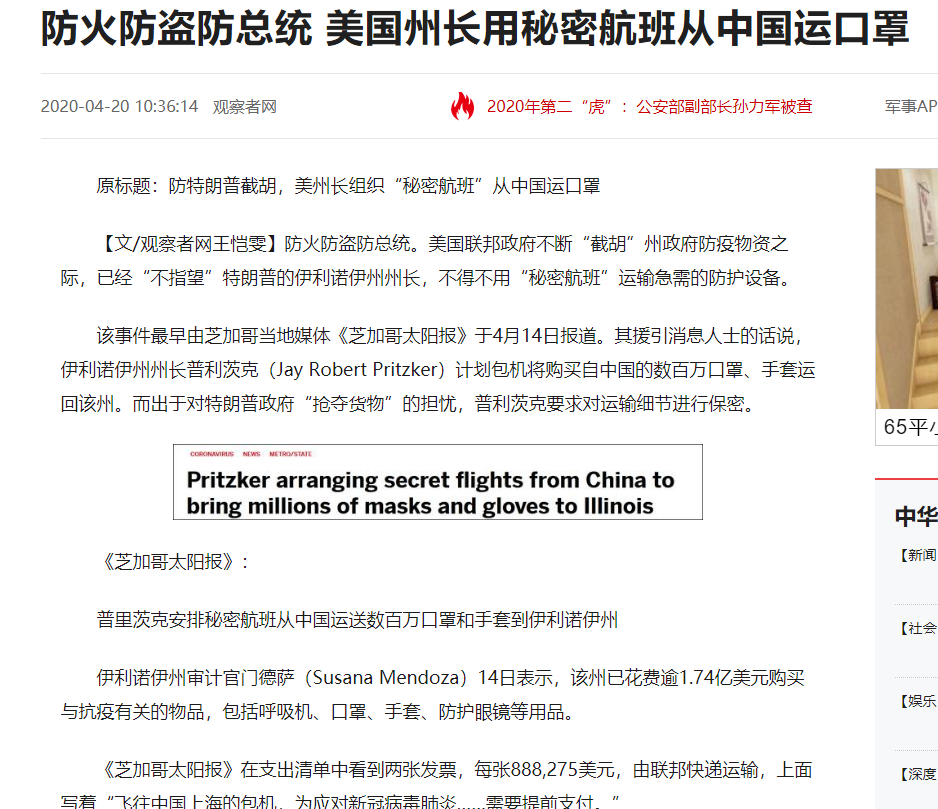 防火防盗防总统 美国州长用秘密航班从中国运口罩
2020-04-20 10:36:14 观察者网
2020年第二“虎”：公安部副部长孙力军被查
军事AP
原标题：防特朗普截胡，美州长组织“秘密航班”从中国运口罩
【文/观察者网王恺雯】防火防盗防总统。美国联邦政府不断“截胡”州政府防疫物资之
际，已经“不指望”特朗普的伊利诺伊州州长，不得不用“秘密航班”运输急需的防护设备。
该事件最早由芝加哥当地媒体《芝加哥太阳报》于4月14日报道。其援引消息人士的话说，
伊利诺伊州州长普利茨克（Jay Robert Pritzker）计划包机将购买自中国的数百万口罩、手套运
回该州。而出于对特朗普政府“抢夺货物”的担忧，普利茨克要求对运输细节进行保密。
CORONAVIRUS NEWS METRO/STATE
Pritzker arranging secret flights from China to
bring millions of masks and gloves to Illinois
《芝加哥太阳报》：
普里茨克安排秘密航班从中国运送数百万口罩和手套到伊利诺伊州
伊利诺伊州审计官门德萨（Susana Mendoza）14日表示，该州已花费逾1.74亿美元购买
与抗疫有关的物品，包括呼吸机、口罩、手套、防护眼镜等用品。
《芝加哥太阳报》在支出清单中看到两张发票，每张888,275美元，由联邦快递运输，上面
写着“飞往中国上海的包机，为应对新冠病毒肺炎……需要提前支付。”
65平小
中华
【新闻
【社会
【娱乐
【深度